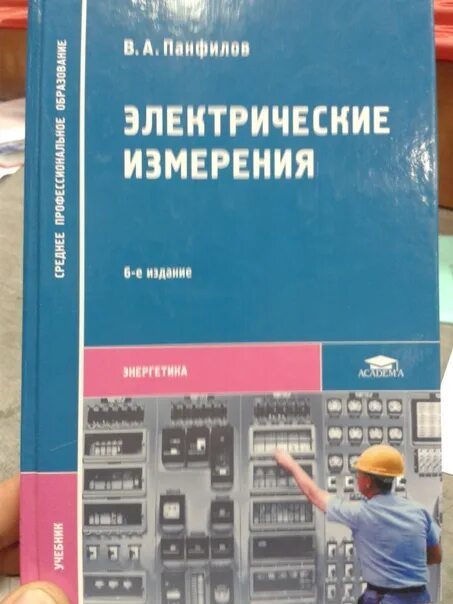 В. А. Панфилов
ЭЛЕКТРИЧЕСКИЕ
ИЗМЕРЕНИЯ
6-е издание
ЭНЕРГЕТИКА
ACADEMA
СРЕДНЕЕ ПРОФЕССИОНАЛЬНОЕ ОБРАЗОВАНИЕ
УЧЕБНИК